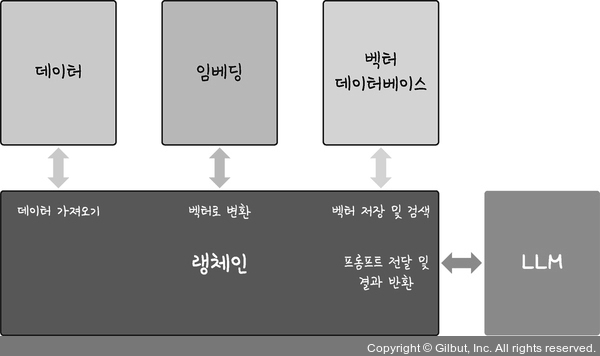 데이터
임베딩
벡터
데이터베이스
데이터 가져오기
벡터로 변환
벡터 저장 및 검색
랭체인
프롬프트 전달 및
결과 반환
LLM
Copyright © Gilbut, Inc. All rights reserved.